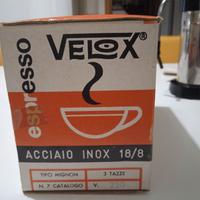 VELOX®
espresso
ACCIAIO INOX 18/8
TIPO MIGNON 3 TAZZE
N. 7 CATALOGO V.